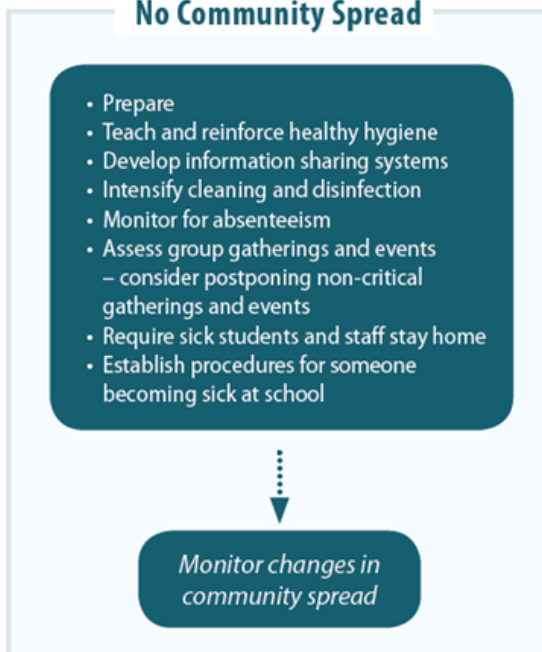 No Community Spread
• Prepare
• Teach and reinforce healthy hygiene
• Develop information sharing systems
• Intensify cleaning and disinfection
• Monitor for absenteeism
• Assess group gatherings and events
– consider postponing non-critical
gatherings and events
• Require sick students and staff stay home
• Establish procedures for someone
becoming sick at school
Monitor changes in
community spread